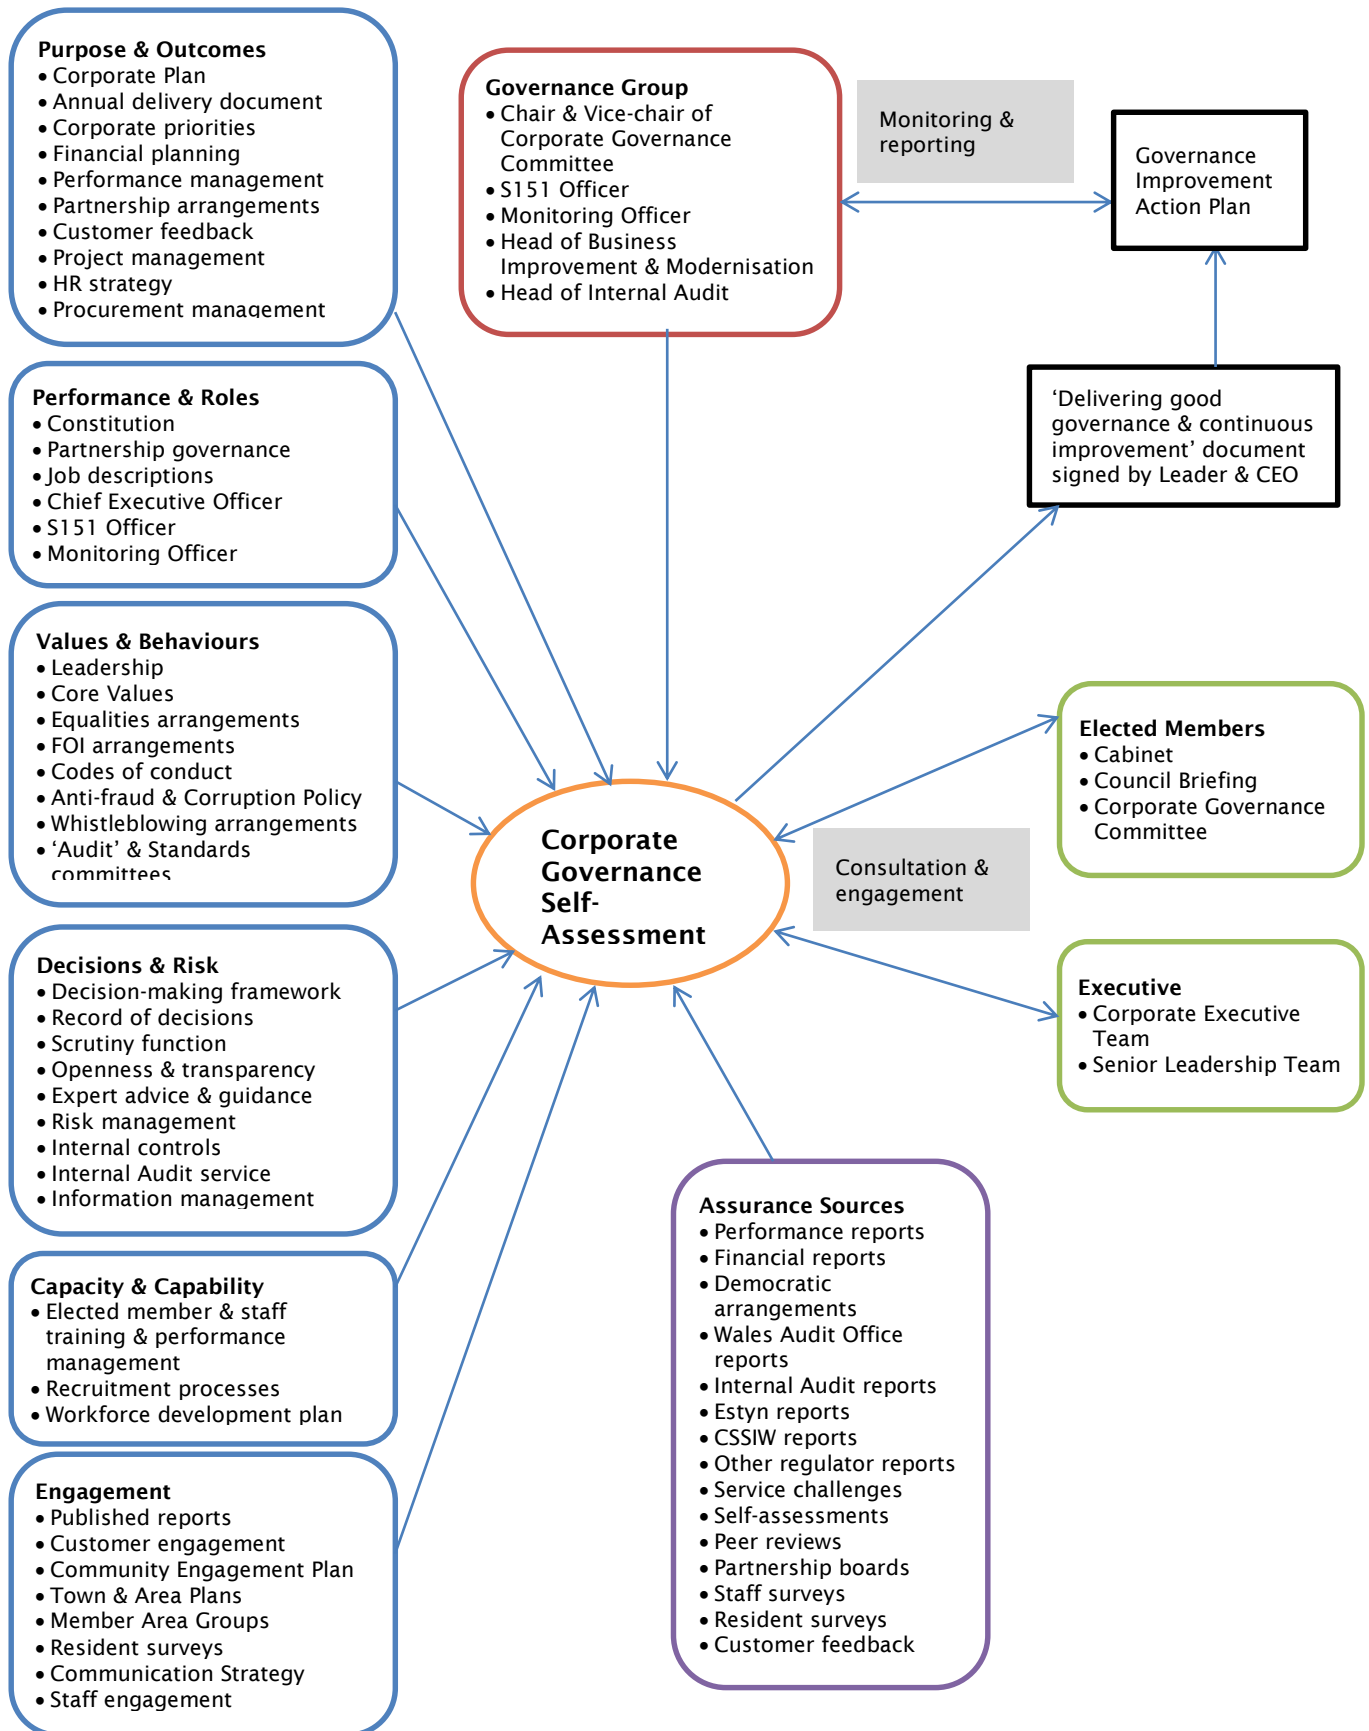 Purpose & Outcomes
• Corporate Plan
• Annual delivery document
• Corporate priorities
• Financial planning
• Performance management
• Partnership arrangements
• Customer feedback
• Project management
• HR strategy
• Procurement management
Governance Group
• Chair & Vice-chair of
Corporate Governance
Committee
• S151 Officer
• Monitoring Officer
• Head of Business
Improvement & Modernisation
• Head of Internal Audit
Monitoring &
reporting
Governance
Improvement
Action Plan
Performance & Roles
• Constitution
• Partnership governance
• Job descriptions
• Chief Executive Officer
• S151 Officer
• Monitoring Officer
‘Delivering good
governance & continuous
improvement’ document
signed by Leader & CEO
Values & Behaviours
• Leadership
• Core Values
• Equalities arrangements
• FOI arrangements
• Codes of conduct
• Anti-fraud & Corruption Policy
• Whistleblowing arrangements
• ‘Audit’ & Standards
committees
Corporate
Governance
Self-
Assessment
Elected Members
• Cabinet
• Council Briefing
• Corporate Governance
Committee
Consultation &
engagement
Decisions & Risk
• Decision-making framework
• Record of decisions
• Scrutiny function
• Openness & transparency
• Expert advice & guidance
• Risk management
• Internal controls
• Internal Audit service
• Information management
Executive
• Corporate Executive
Team
• Senior Leadership Team
Capacity & Capability
• Elected member & staff
training & performance
management
• Recruitment processes
• Workforce development plan
Assurance Sources
• Performance reports
• Financial reports
• Democratic
arrangements
• Wales Audit Office
reports
• Internal Audit reports
• Estyn reports
• CSSIW reports
• Other regulator reports
• Service challenges
• Self-assessments
• Peer reviews
• Partnership boards
• Staff surveys
• Resident surveys
• Customer feedback
Engagement
• Published reports
• Customer engagement
• Community Engagement Plan
• Town & Area Plans
• Member Area Groups
• Resident surveys
• Communication Strategy
• Staff engagement